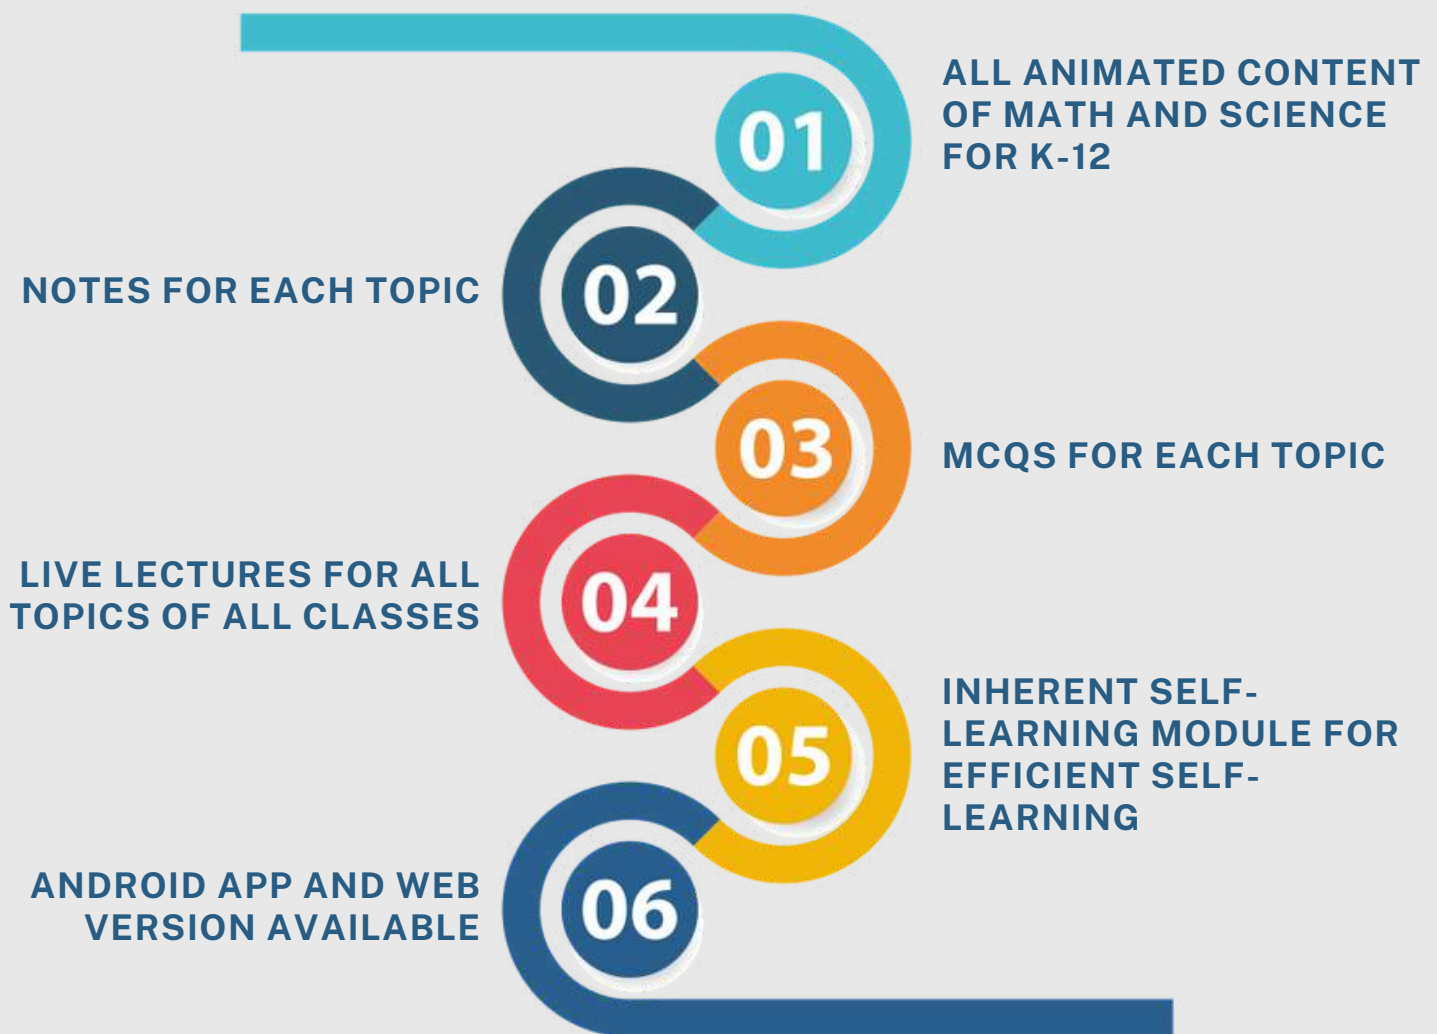 01
ALL ANIMATED CONTENT
OF MATH AND SCIENCE
FOR K-12
02
NOTES FOR EACH TOPIC
03
MCQS FOR EACH TOPIC
04
LIVE LECTURES FOR ALL
TOPICS OF ALL CLASSES
05
INHERENT SELF-
LEARNING MODULE FOR
EFFICIENT SELF-
LEARNING
06
ANDROID APP AND WEB
VERSION AVAILABLE